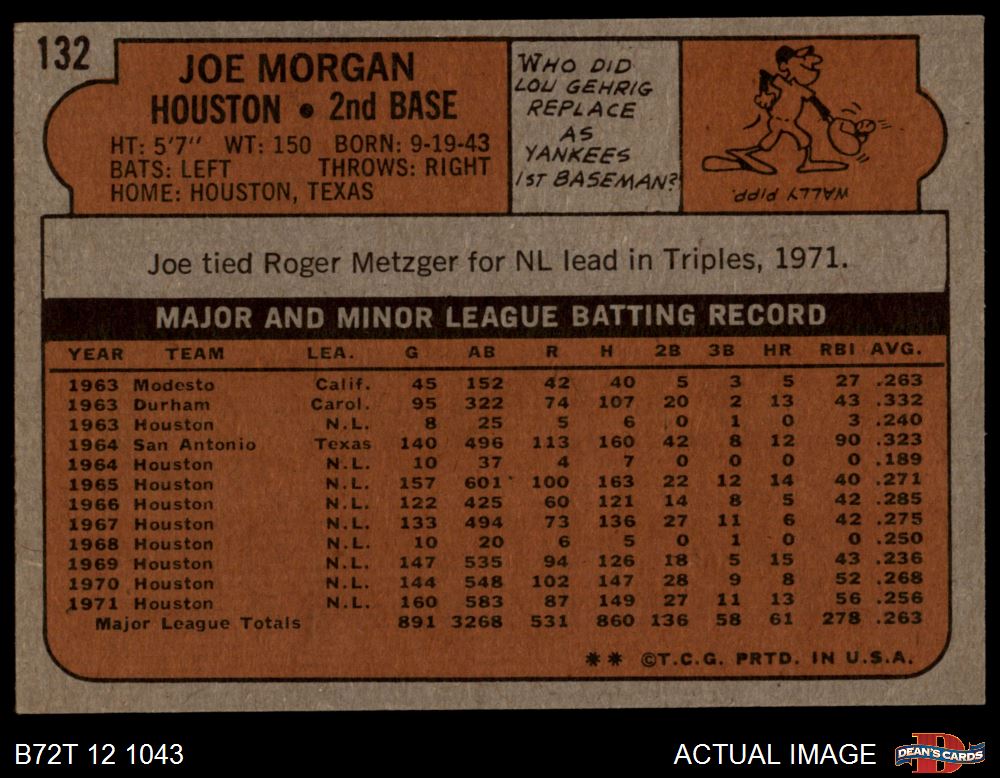 132
JOE MORGAN
HOUSTON • 2nd BASE
HT: 5'7" WT: 150 BORN: 9-19-43
BATS: LEFT THROWS: RIGHT
HOME: HOUSTON, TEXAS
WHO DID
LOU GEHRIG
REPLACE
AS
YANKEES
1ST BASEMAN?
WALLY PIPP.
Joe tied Roger Metzger for NL lead in Triples, 1971.
MAJOR AND MINOR LEAGUE BATTING RECORD
YEAR TEAM LEA. G AB R H 2B 3B HR RBI AVG.
1963 Modesto Calif. 45 152 42 40 5 3 5 27 .263
1963 Durham Carol. 95 322 74 107 20 2 13 43 .332
1963 Houston N.L. 8 25 5 6 0 1 0 3 .240
1964 San Antonio Texas 140 496 113 160 42 8 12 90 .323
1964 Houston N.L. 10 37 4 7 0 0 0 0 .189
1965 Houston N.L. 157 601 100 163 22 12 14 40 .271
1966 Houston N.L. 122 425 60 121 14 8 5 42 .285
1967 Houston N.L. 133 494 73 136 27 11 6 42 .275
1968 Houston N.L. 10 20 6 5 0 1 0 0 .250
1969 Houston N.L. 147 535 94 126 18 5 15 43 .236
1970 Houston N.L. 144 548 102 147 28 9 8 52 .268
1971 Houston N.L. 160 583 87 149 27 11 13 56 .256
Major League Totals 891 3268 531 860 136 58 61 278 .263
** ©T.C.G. PRTD. IN U.S.A.
B72T 12 1043
ACTUAL IMAGE
DEAN'S CARDS